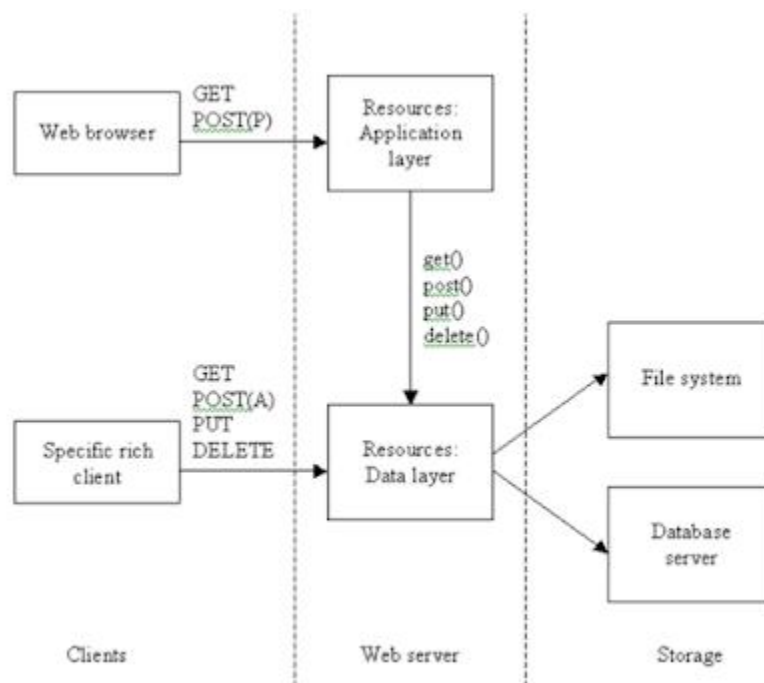 GET
POST(P)
Web browser
Resources:
Application
layer
get()
post()
put()
delete()
File system
GET
POST(A)
PUT
DELETE
Specific rich
client
Resources:
Data layer
Database
server
Clients
Web server
Storage